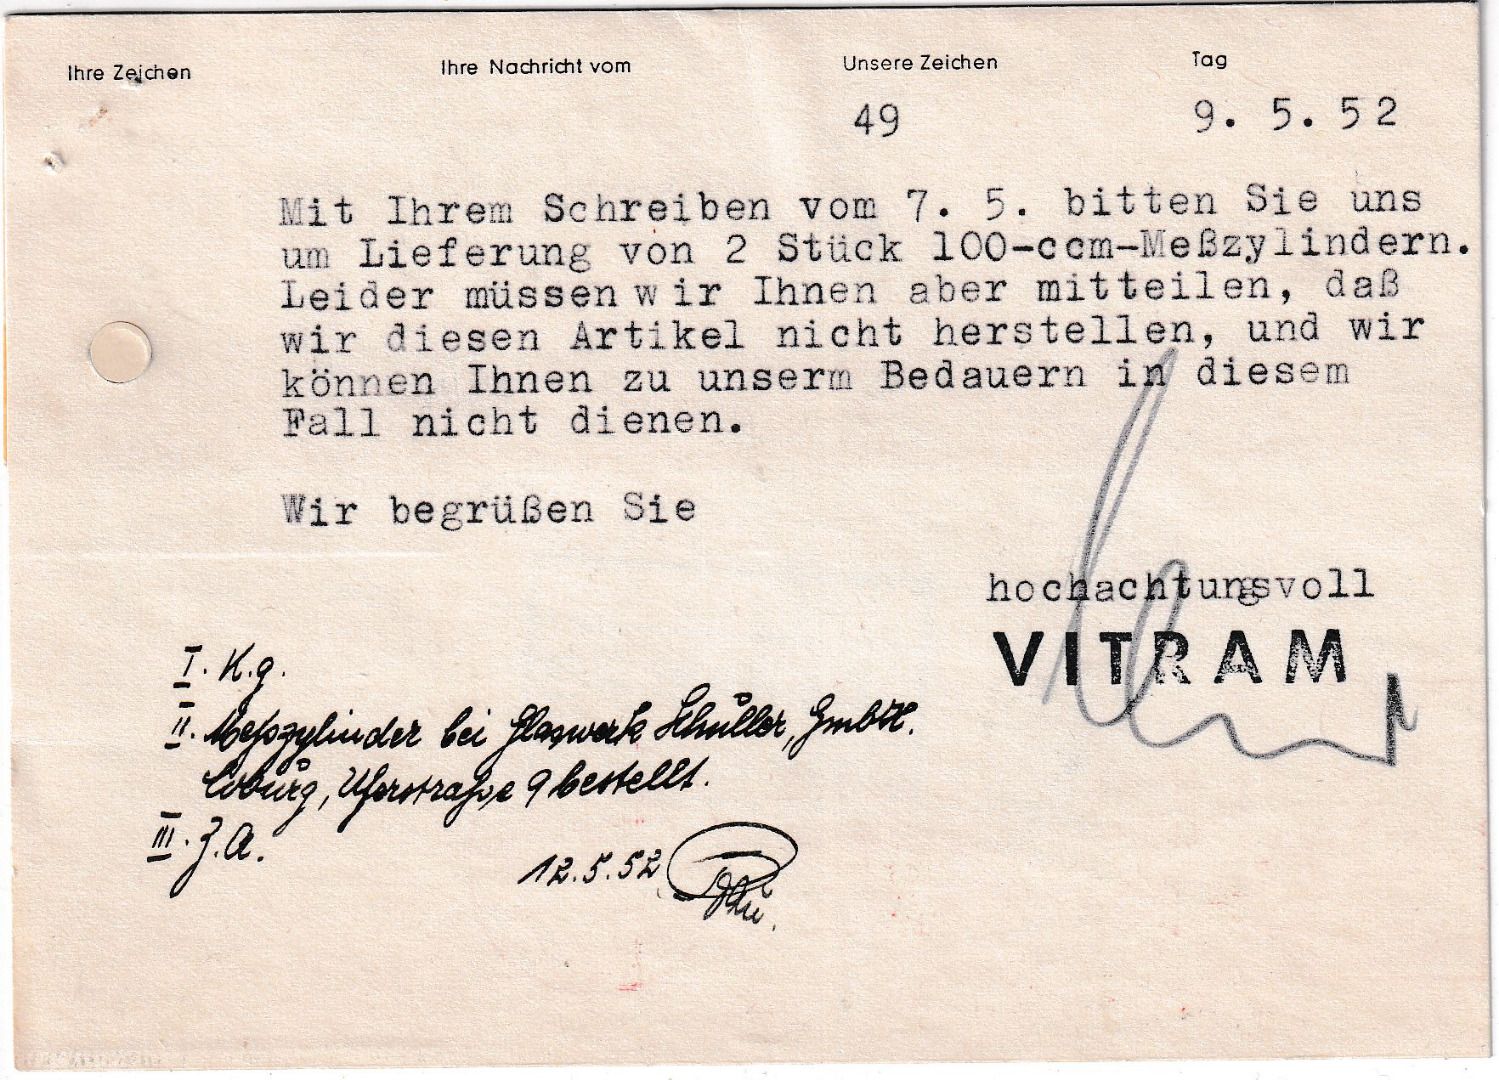 Ihre Zeichen Ihre Nachricht vom Unsere Zeichen Tag
49 9. 5.52
Mit Ihrem Schreiben vom 7. 5. bitten Sie uns
um Lieferung von 2 Stück 100-ccm-Meßzylindern.
Leider müssen wir Ihnen aber mitteilen, daß
wir diesen Artikel nicht herstellen, und wir
können Ihnen zu unserm Bedauern in diesem
Fall nicht dienen.
Wir begrüßen Sie
hochachtungsvoll
VITRAM
I. K.g.
II. Messzylinder bei Glaswerk Schuller, GmbH.
Coburg, Uferstraße 9 bestellt.
III. Z.A.
12.5.52